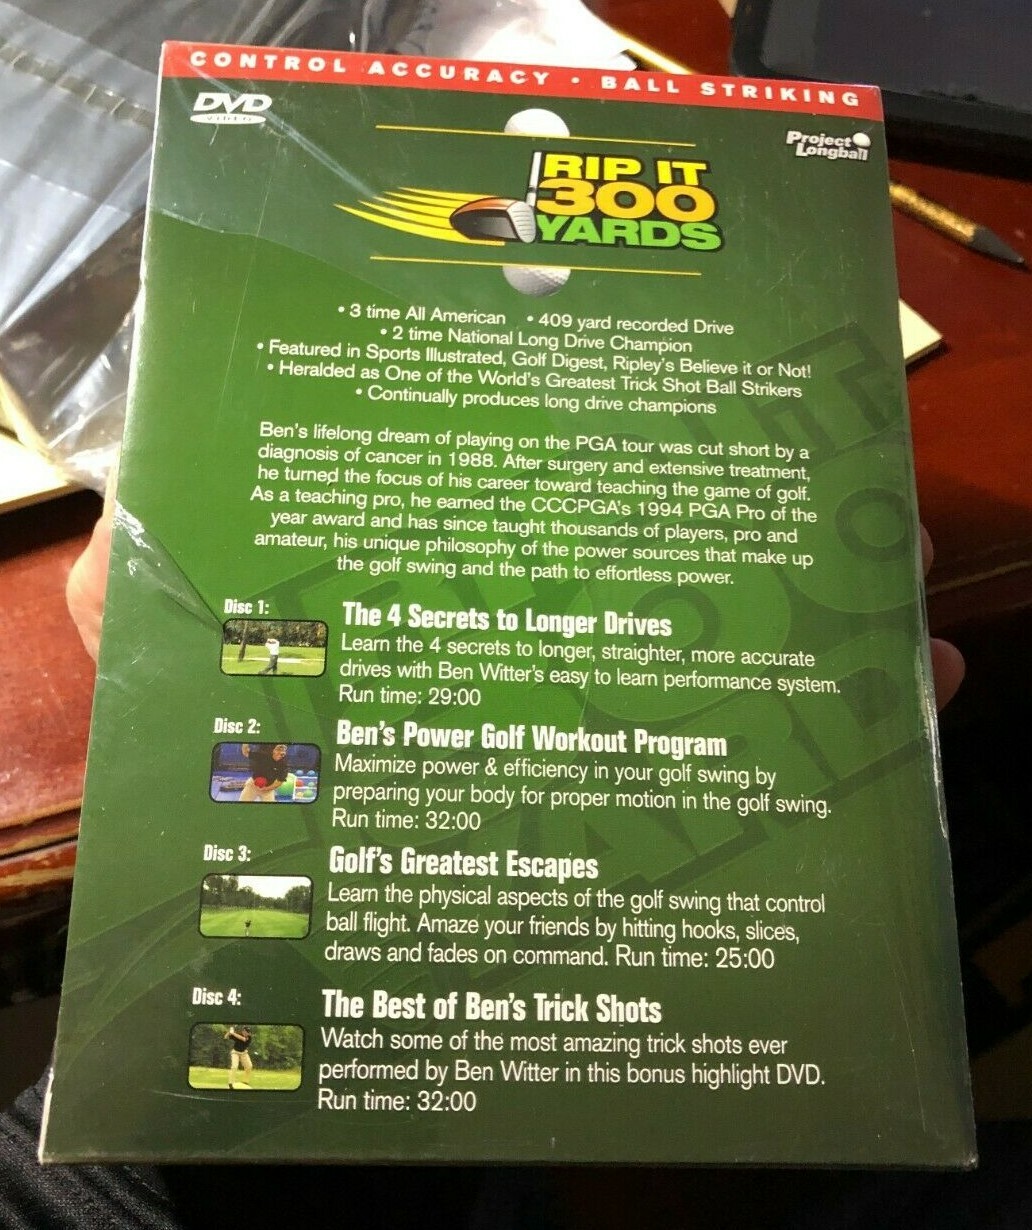 CONTROL ACCURACY • BALL STRIKING
DVD
VIDEO
Project
Longball
RIP IT
300
YARDS
• 3 time All American • 409 yard recorded Drive
• 2 time National Long Drive Champion
• Featured in Sports Illustrated, Golf Digest, Ripley's Believe it or Not!
• Heralded as One of the World's Greatest Trick Shot Ball Strikers
• Continually produces long drive champions
Ben's lifelong dream of playing on the PGA tour was cut short by a
diagnosis of cancer in 1988. After surgery and extensive treatment,
he turned the focus of his career toward teaching the game of golf.
As a teaching pro, he earned the CCCPGA's 1994 PGA Pro of the
year award and has since taught thousands of players, pro and
amateur, his unique philosophy of the power sources that make up
the golf swing and the path to effortless power.
Disc 1:
The 4 Secrets to Longer Drives
Learn the 4 secrets to longer, straighter, more accurate
drives with Ben Witter's easy to learn performance system.
Run time: 29:00
Disc 2:
Ben's Power Golf Workout Program
Maximize power & efficiency in your golf swing by
preparing your body for proper motion in the golf swing.
Run time: 32:00
Disc 3:
Golf's Greatest Escapes
Learn the physical aspects of the golf swing that control
ball flight. Amaze your friends by hitting hooks, slices,
draws and fades on command. Run time: 25:00
Disc 4:
The Best of Ben's Trick Shots
Watch some of the most amazing trick shots ever
performed by Ben Witter in this bonus highlight DVD.
Run time: 32:00